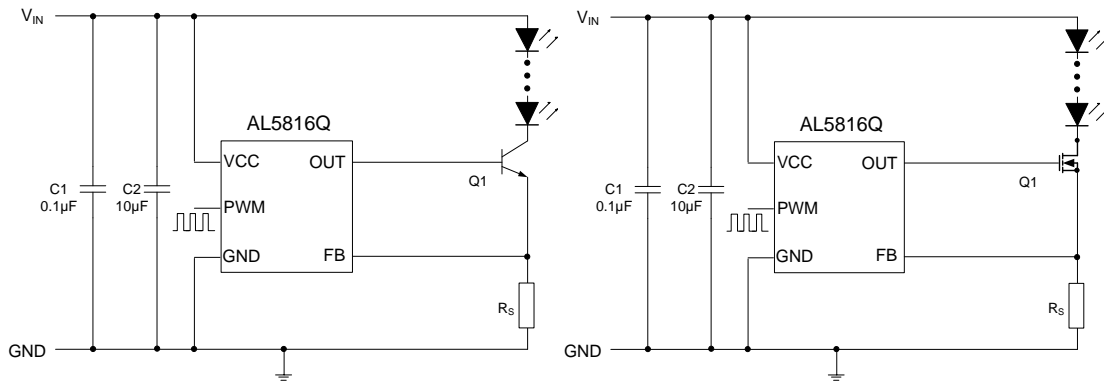 VIN
AL5816Q
VCC
OUT
Q1
C1
0.1µF
C2
10µF
PWM
GND
FB
RS
GND
VIN
AL5816Q
VCC
OUT
Q1
C1
0.1µF
C2
10µF
PWM
GND
FB
RS
GND